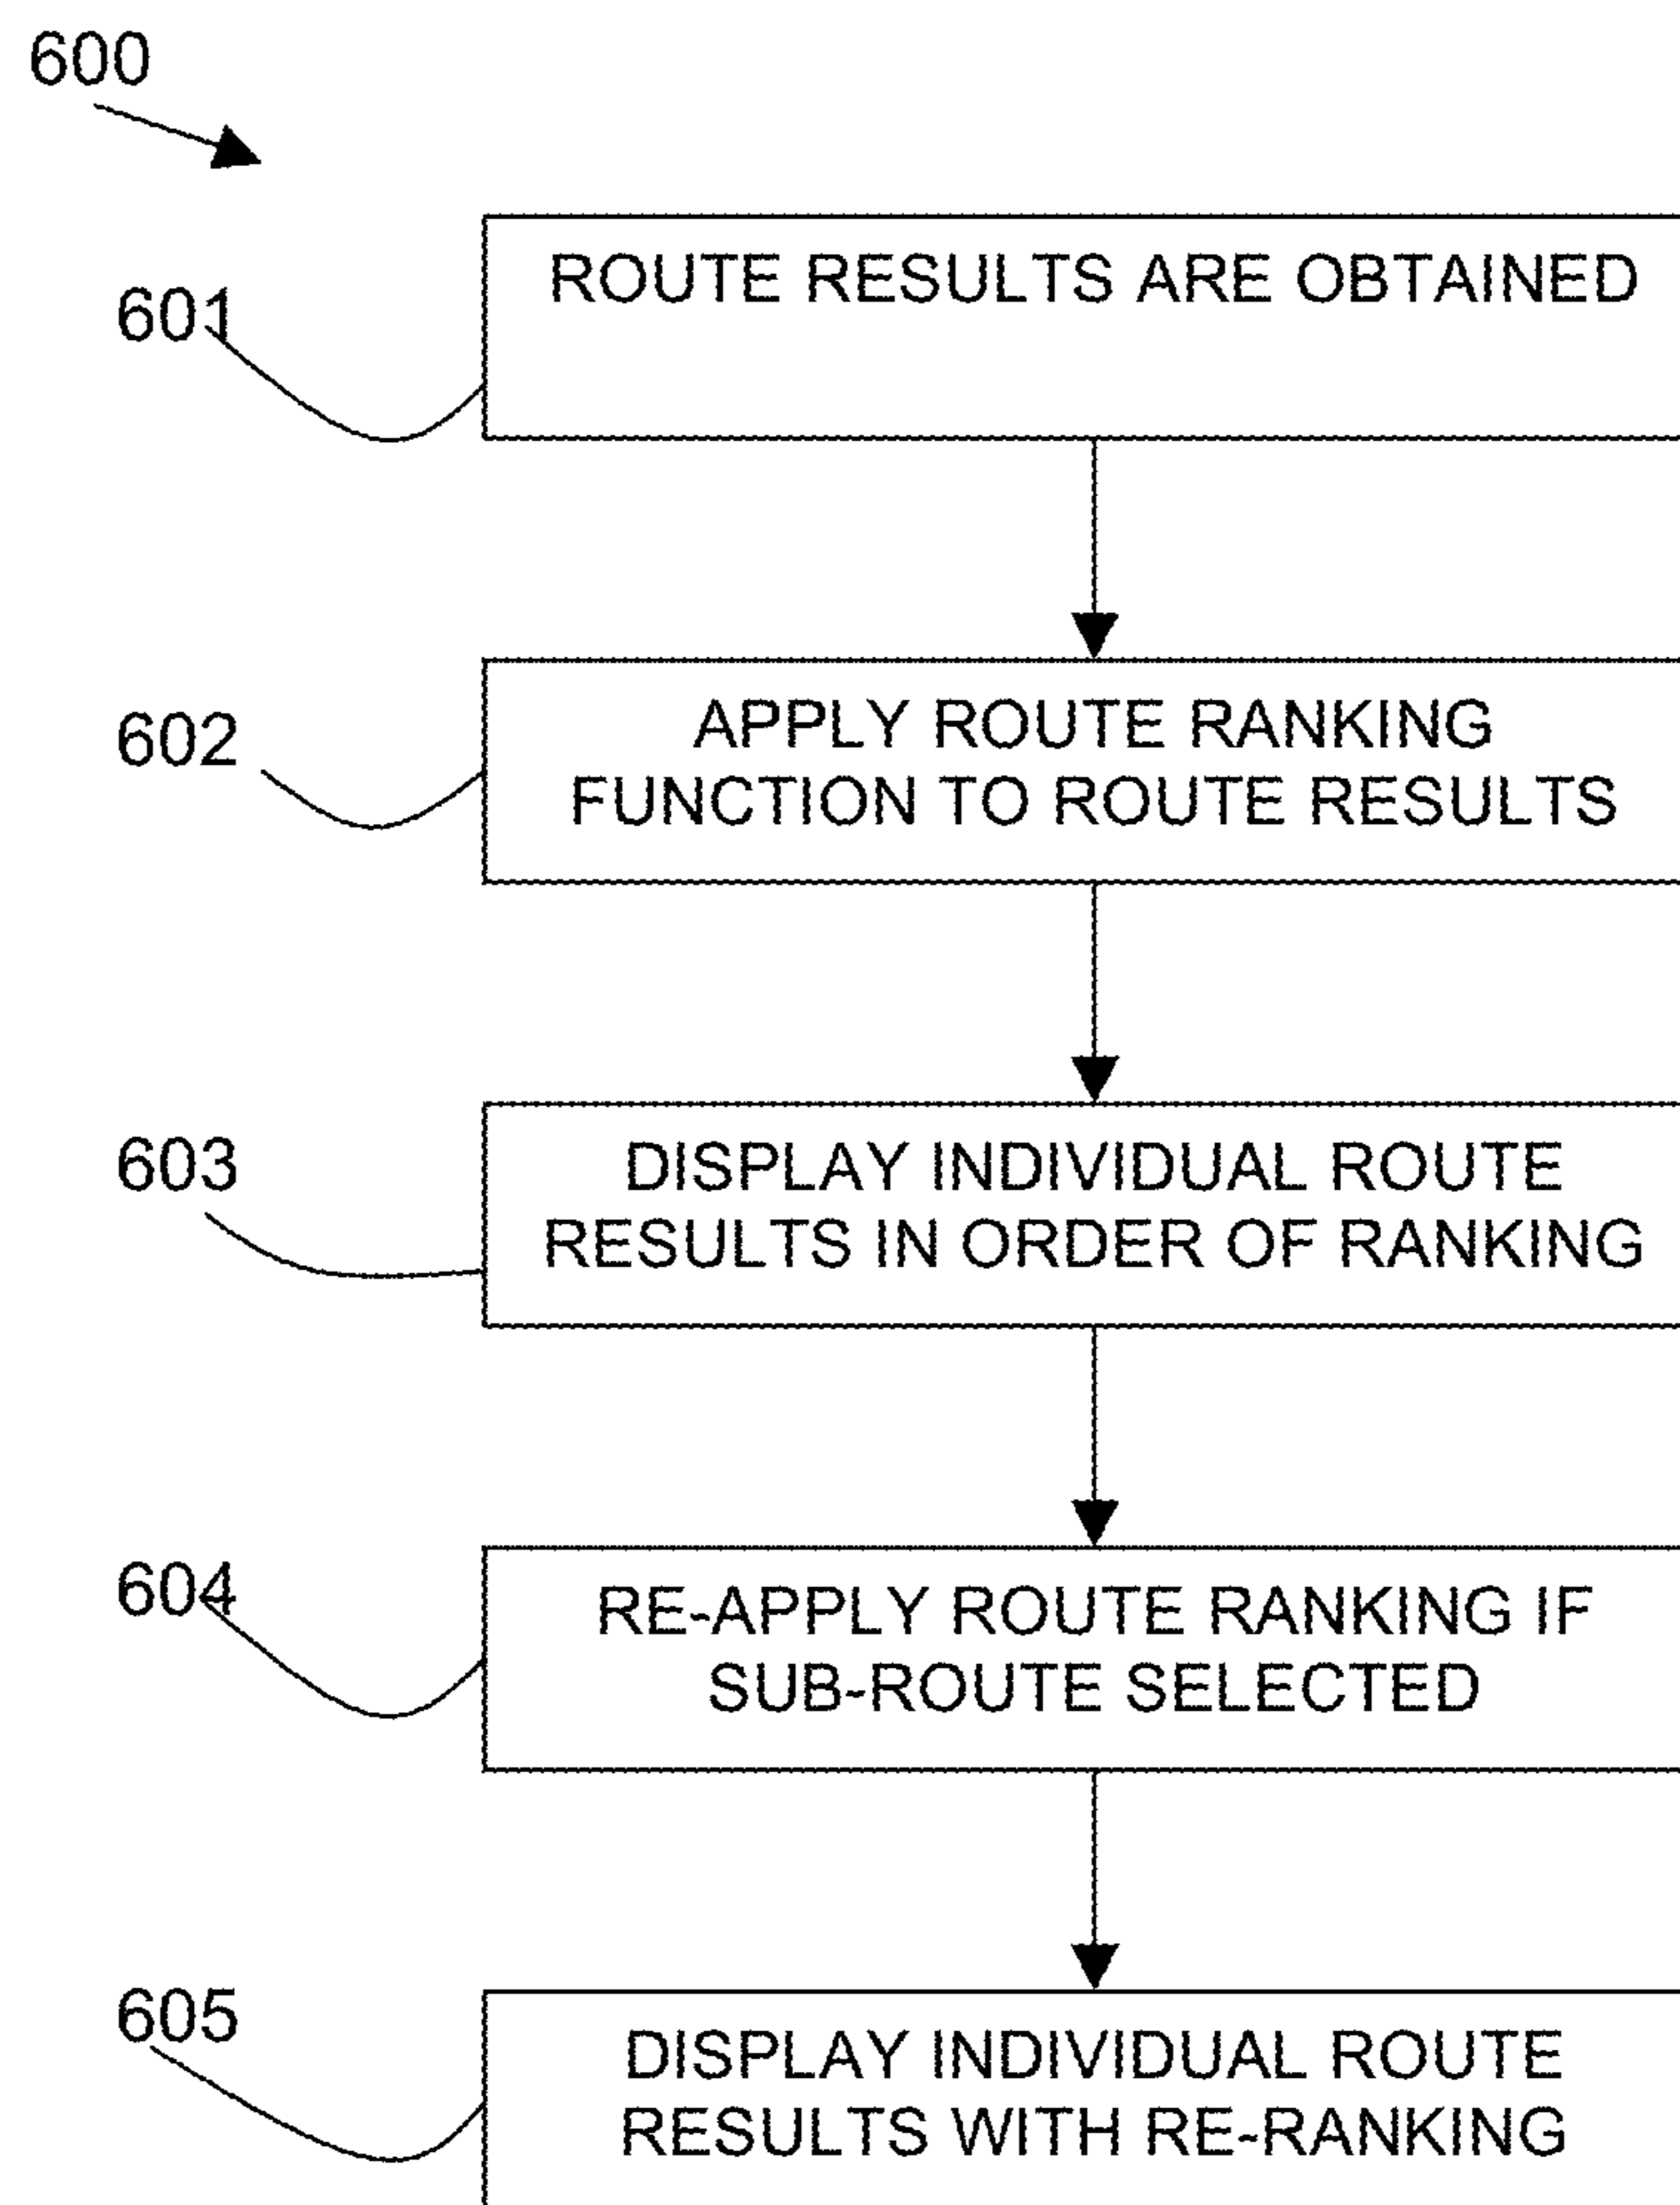 600
601
ROUTE RESULTS ARE OBTAINED
602
APPLY ROUTE RANKING
FUNCTION TO ROUTE RESULTS
603
DISPLAY INDIVIDUAL ROUTE
RESULTS IN ORDER OF RANKING
604
RE-APPLY ROUTE RANKING IF
SUB-ROUTE SELECTED
605
DISPLAY INDIVIDUAL ROUTE
RESULTS WITH RE-RANKING